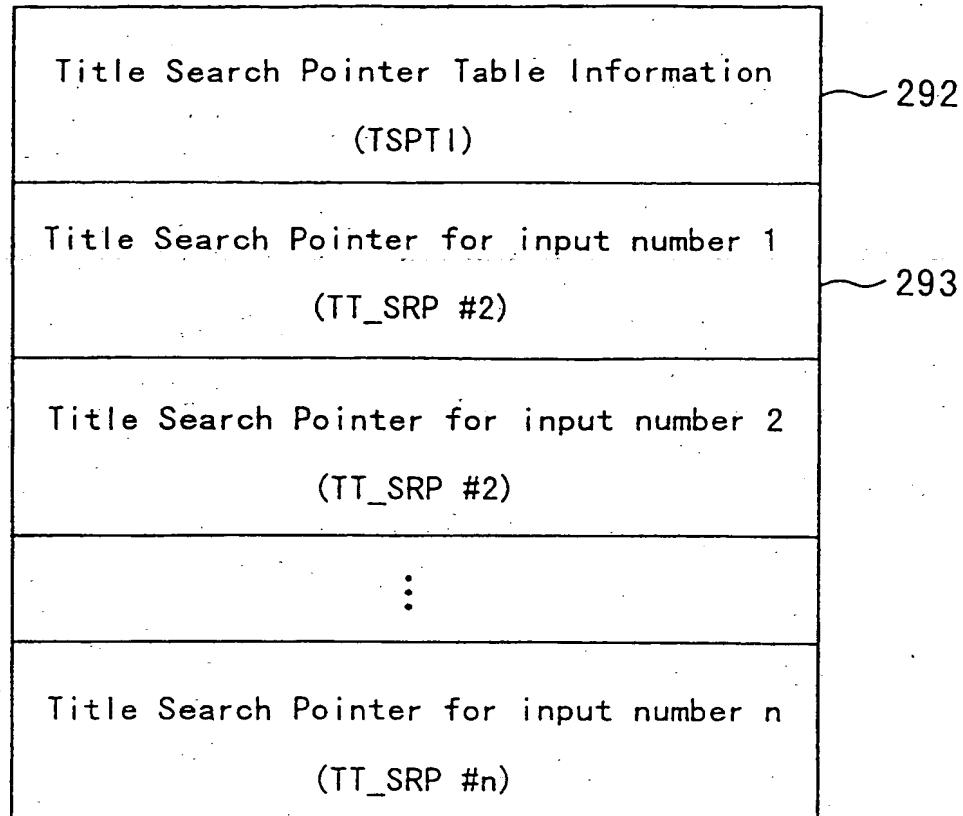 Title Search Pointer Table Information
(TSPTI)
292
Title Search Pointer for input number 1
(TT_SRP #2)
293
Title Search Pointer for input number 2
(TT_SRP #2)
⋮
Title Search Pointer for input number n
(TT_SRP #n)